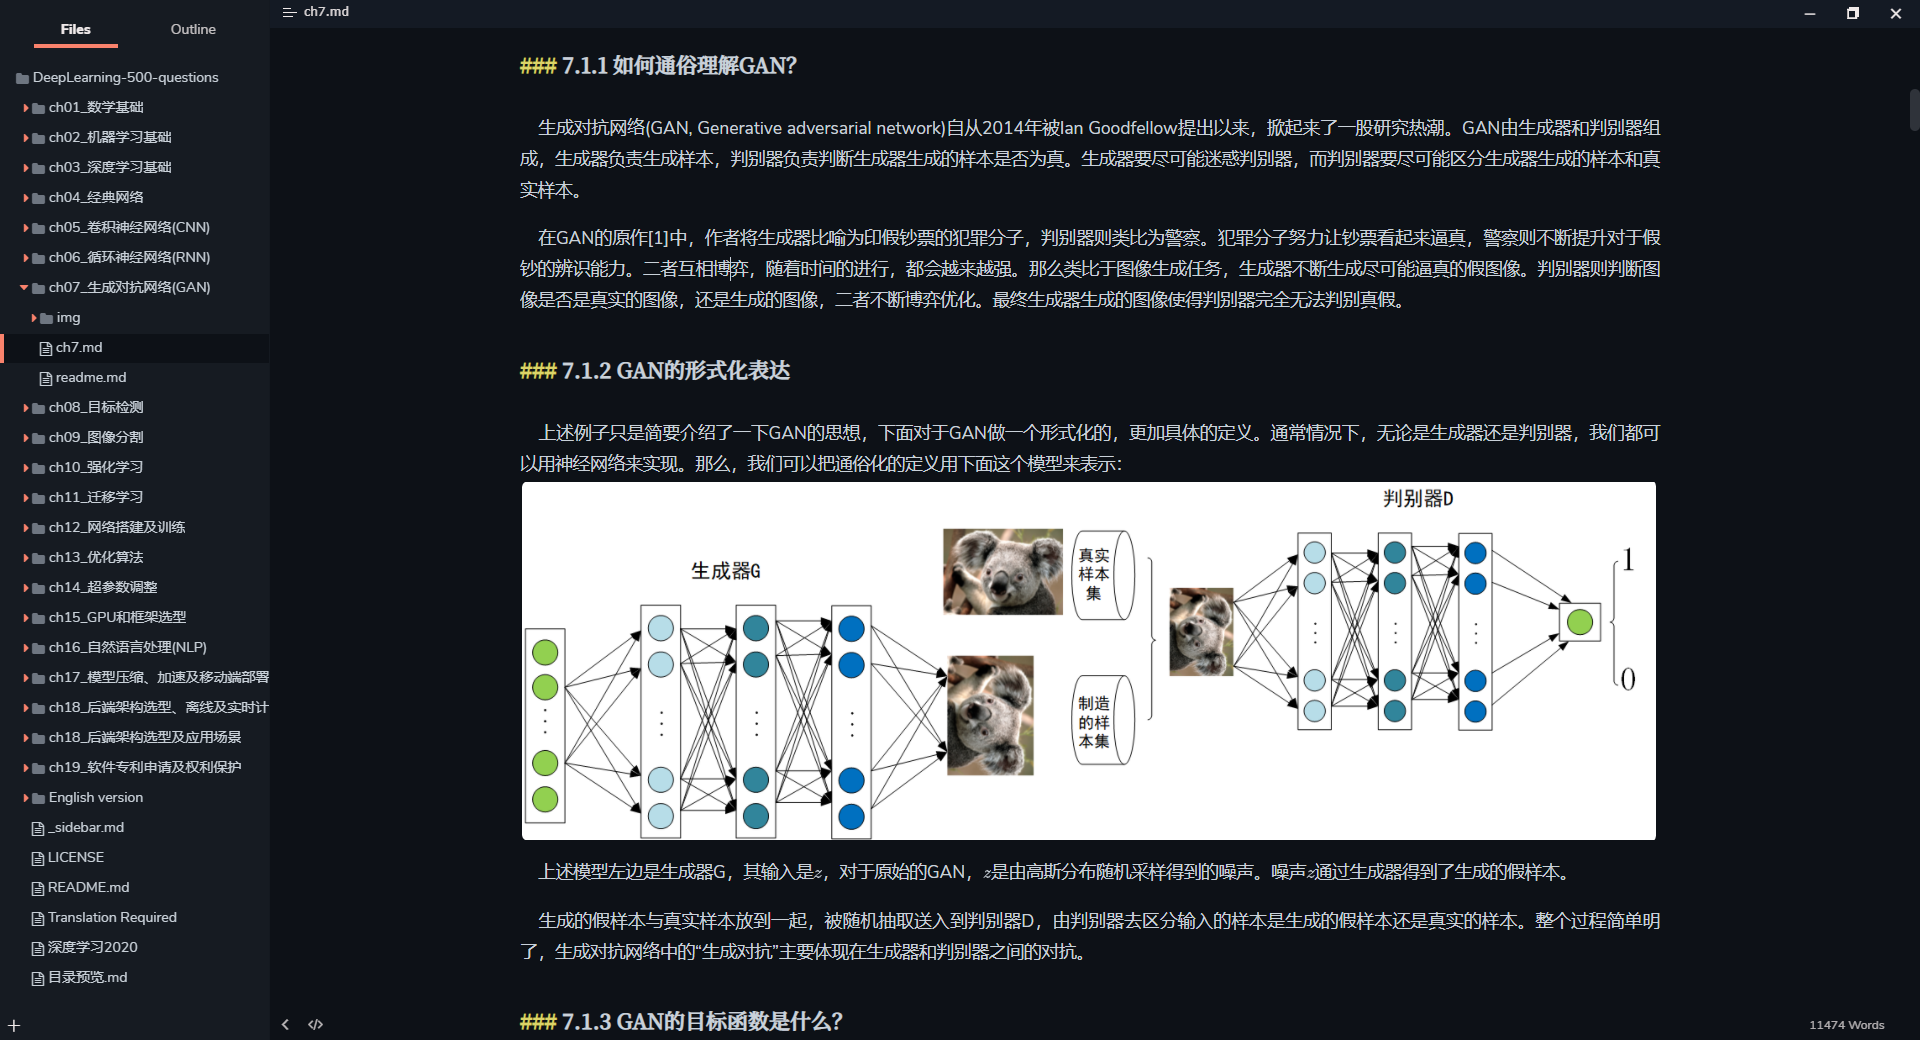 Files
Outline
DeepLearning-500-questions
ch01_数学基础
ch02_机器学习基础
ch03_深度学习基础
ch04_经典网络
ch05_卷积神经网络(CNN)
ch06_循环神经网络(RNN)
ch07_生成对抗网络(GAN)
img
ch7.md
readme.md
ch08_目标检测
ch09_图像分割
ch10_强化学习
ch11_迁移学习
ch12_网络搭建及训练
ch13_优化算法
ch14_超参数调整
ch15_GPU和框架选型
ch16_自然语言处理(NLP)
ch17_模型压缩、加速及移动端部署
ch18_后端架构选型、离线及实时计
ch18_后端架构选型及应用场景
ch19_软件专利申请及权利保护
English version
_sidebar.md
LICENSE
README.md
Translation Required
深度学习2020
目录预览.md
ch7.md
### 7.1.1 如何通俗理解GAN?
生成对抗网络(GAN, Generative adversarial network)自从2014年被Ian Goodfellow提出以来，掀起来了一股研究热潮。GAN由生成器和判别器组
成，生成器负责生成样本，判别器负责判断生成器生成的样本是否为真。生成器要尽可能迷惑判别器，而判别器要尽可能区分生成器生成的样本和真
实样本。
在GAN的原作[1]中，作者将生成器比喻为印假钞票的犯罪分子，判别器则类比为警察。犯罪分子努力让钞票看起来逼真，警察则不断提升对于假
钞的辨识能力。二者互相博弈，随着时间的进行，都会越来越强。那么类比于图像生成任务，生成器不断生成尽可能逼真的假图像。判别器则判断图
像是否是真实的图像，还是生成的图像，二者不断博弈优化。最终生成器生成的图像使得判别器完全无法判别真假。
### 7.1.2 GAN的形式化表达
上述例子只是简要介绍了一下GAN的思想，下面对于GAN做一个形式化的，更加具体的定义。通常情况下，无论是生成器还是判别器，我们都可
以用神经网络来实现。那么，我们可以把通俗化的定义用下面这个模型来表示：
生成器G
真实
样本
集
制造
的样
本集
判别器D
1
0
上述模型左边是生成器G，其输入是z，对于原始的GAN，z是由高斯分布随机采样得到的噪声。噪声z通过生成器得到了生成的假样本。
生成的假样本与真实样本放到一起，被随机抽取送入到判别器D，由判别器去区分输入的样本是生成的假样本还是真实的样本。整个过程简单明
了，生成对抗网络中的“生成对抗”主要体现在生成器和判别器之间的对抗。
### 7.1.3 GAN的目标函数是什么?
11474 Words